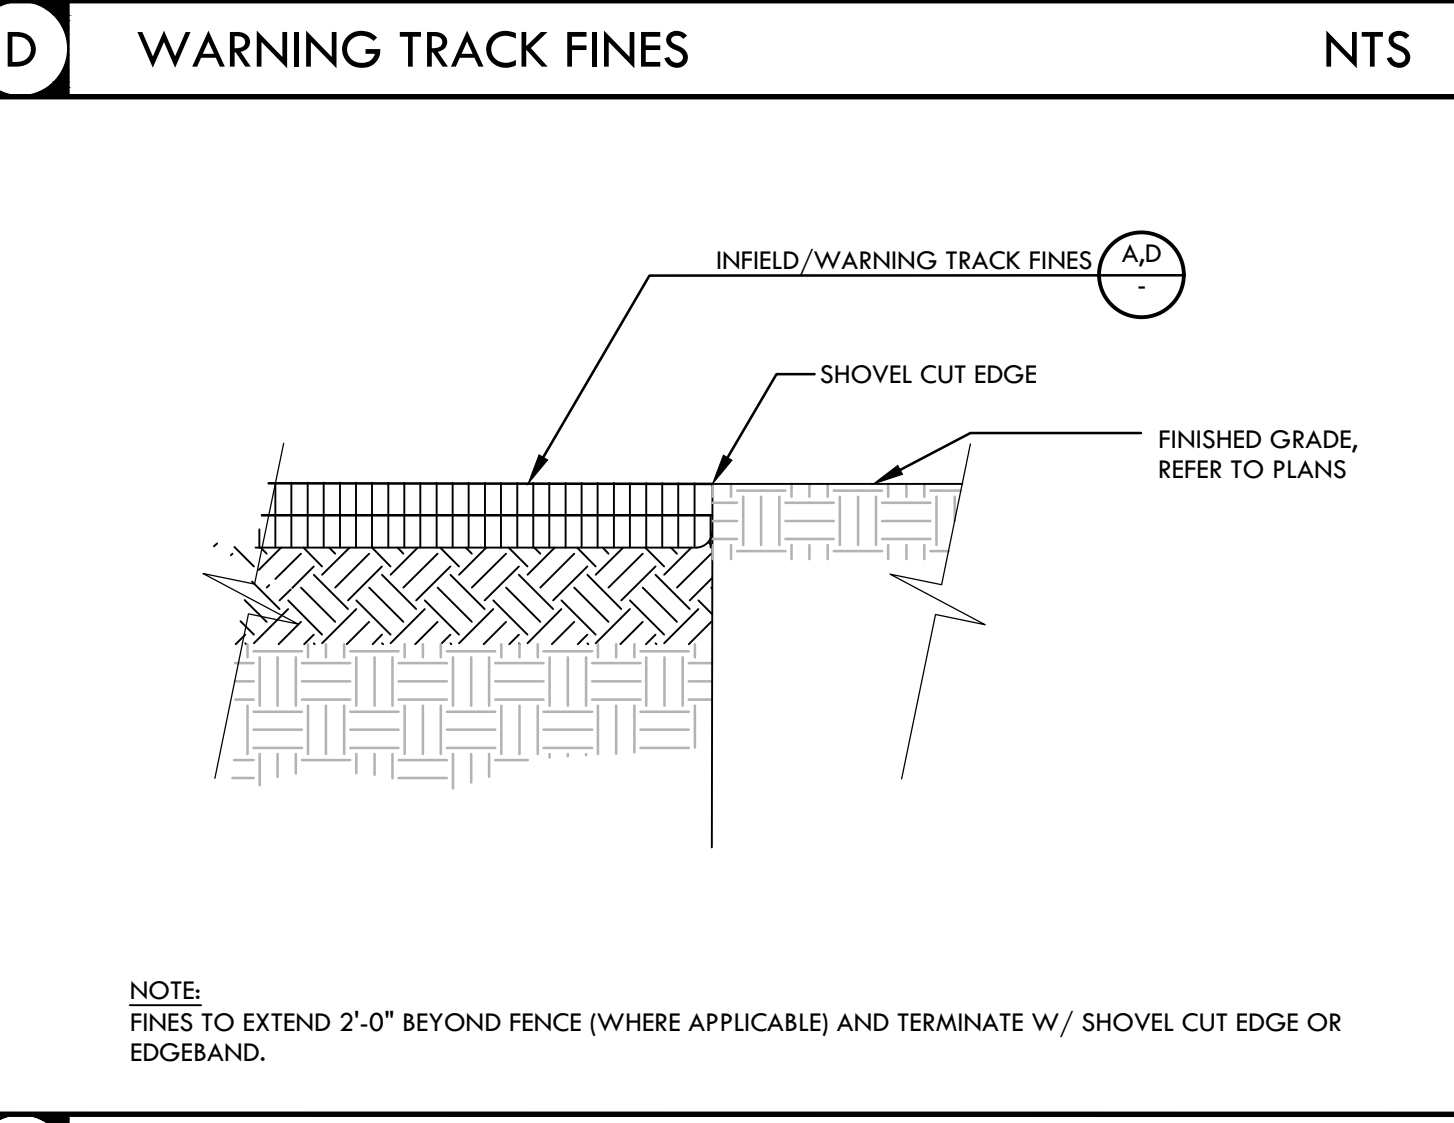 D WARNING TRACK FINES NTS
INFIELD/WARNING TRACK FINES A,D
-
SHOVEL CUT EDGE
FINISHED GRADE,
REFER TO PLANS
NOTE:
FINES TO EXTEND 2'-0" BEYOND FENCE (WHERE APPLICABLE) AND TERMINATE W/ SHOVEL CUT EDGE OR
EDGEBAND.